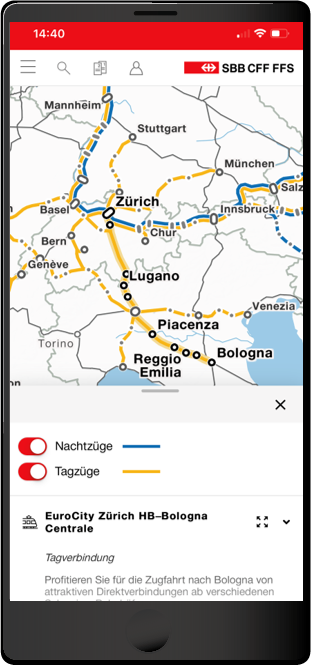 14:40
SBB CFF FFS
Mannheim
Stuttgart
München
Zürich
Basel
Innsbruck
Salz
Bern
Chur
Genève
Lugano
Venezia
Piacenza
Torino
Bologna
Reggio
Emilia
Nachtzüge
Tagzüge
EuroCity Zürich HB–Bologna
Centrale
Tagverbindung
Profitieren Sie für die Zugfahrt nach Bologna von
attraktiven Direktverbindungen ab verschiedenen